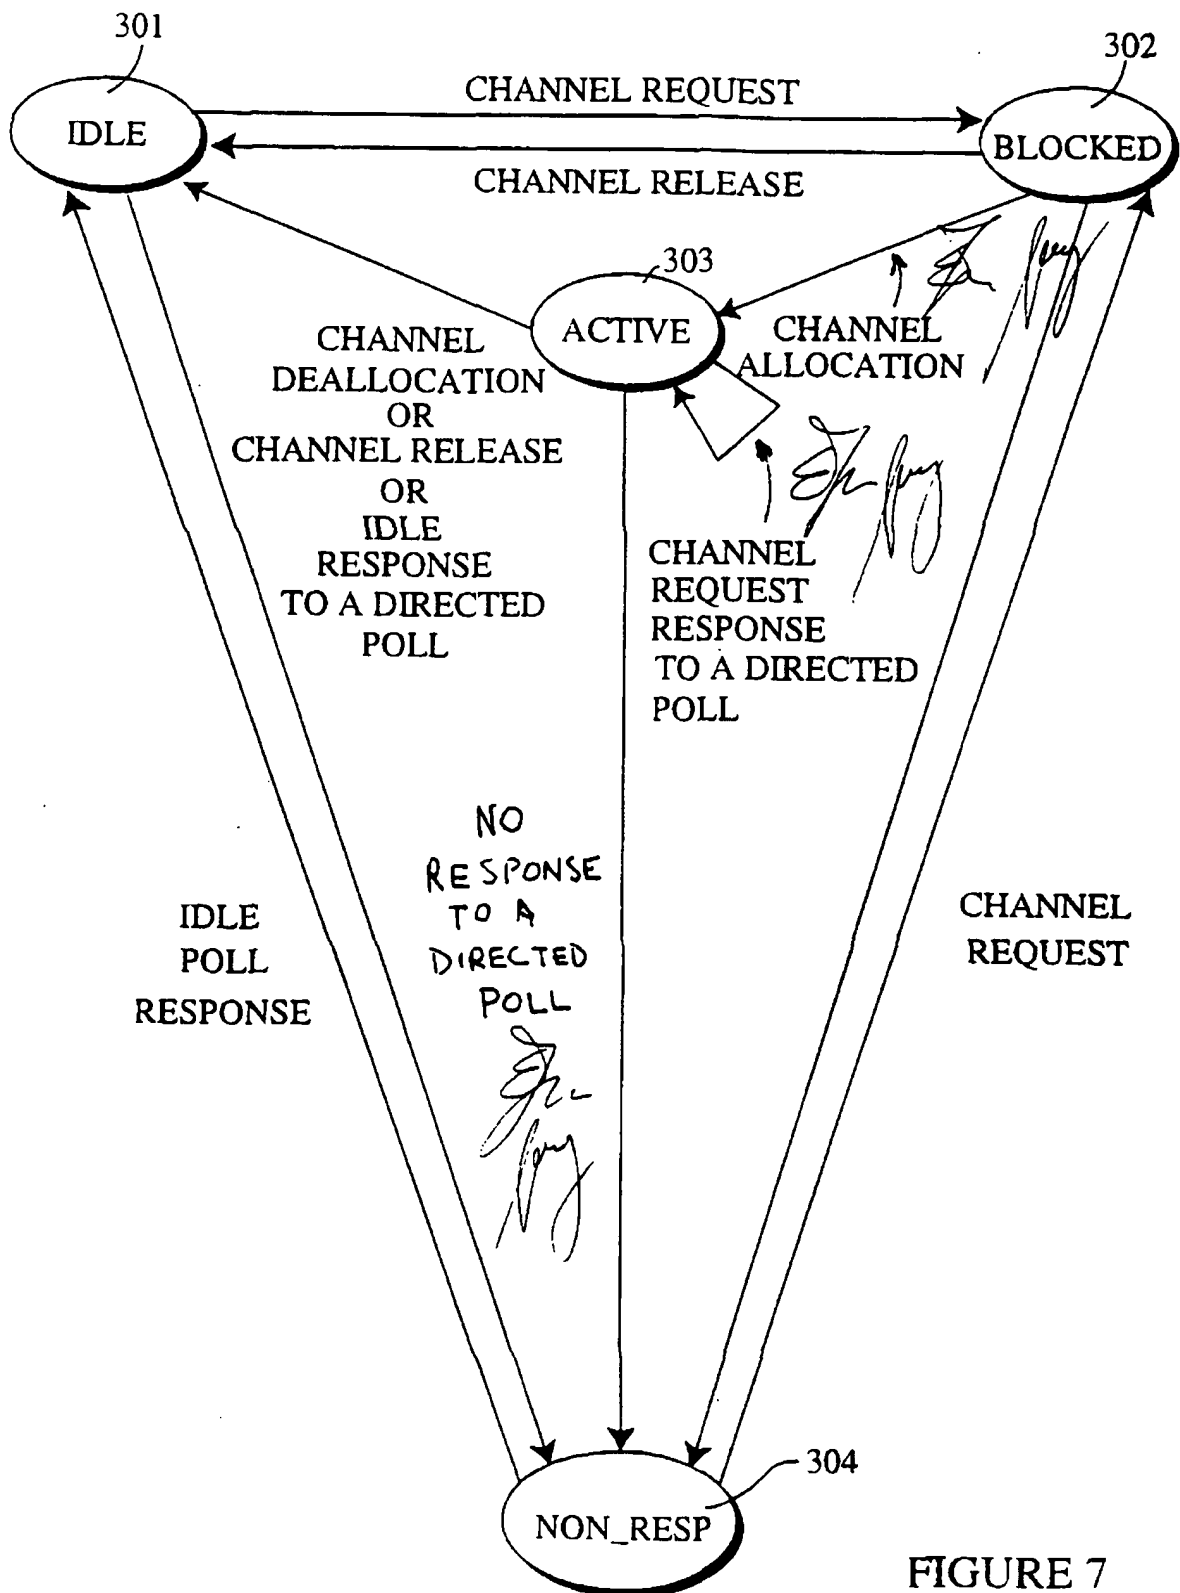 301
302
IDLE
CHANNEL REQUEST
BLOCKED
CHANNEL RELEASE
303
ACTIVE
CHANNEL
ALLOCATION
CHANNEL
DEALLOCATION
OR
CHANNEL RELEASE
OR
IDLE
RESPONSE
TO A DIRECTED
POLL
CHANNEL
REQUEST
RESPONSE
TO A DIRECTED
POLL
NO
RESPONSE
TO A
DIRECTED
POLL
IDLE
POLL
RESPONSE
CHANNEL
REQUEST
304
NON_RESP
FIGURE 7